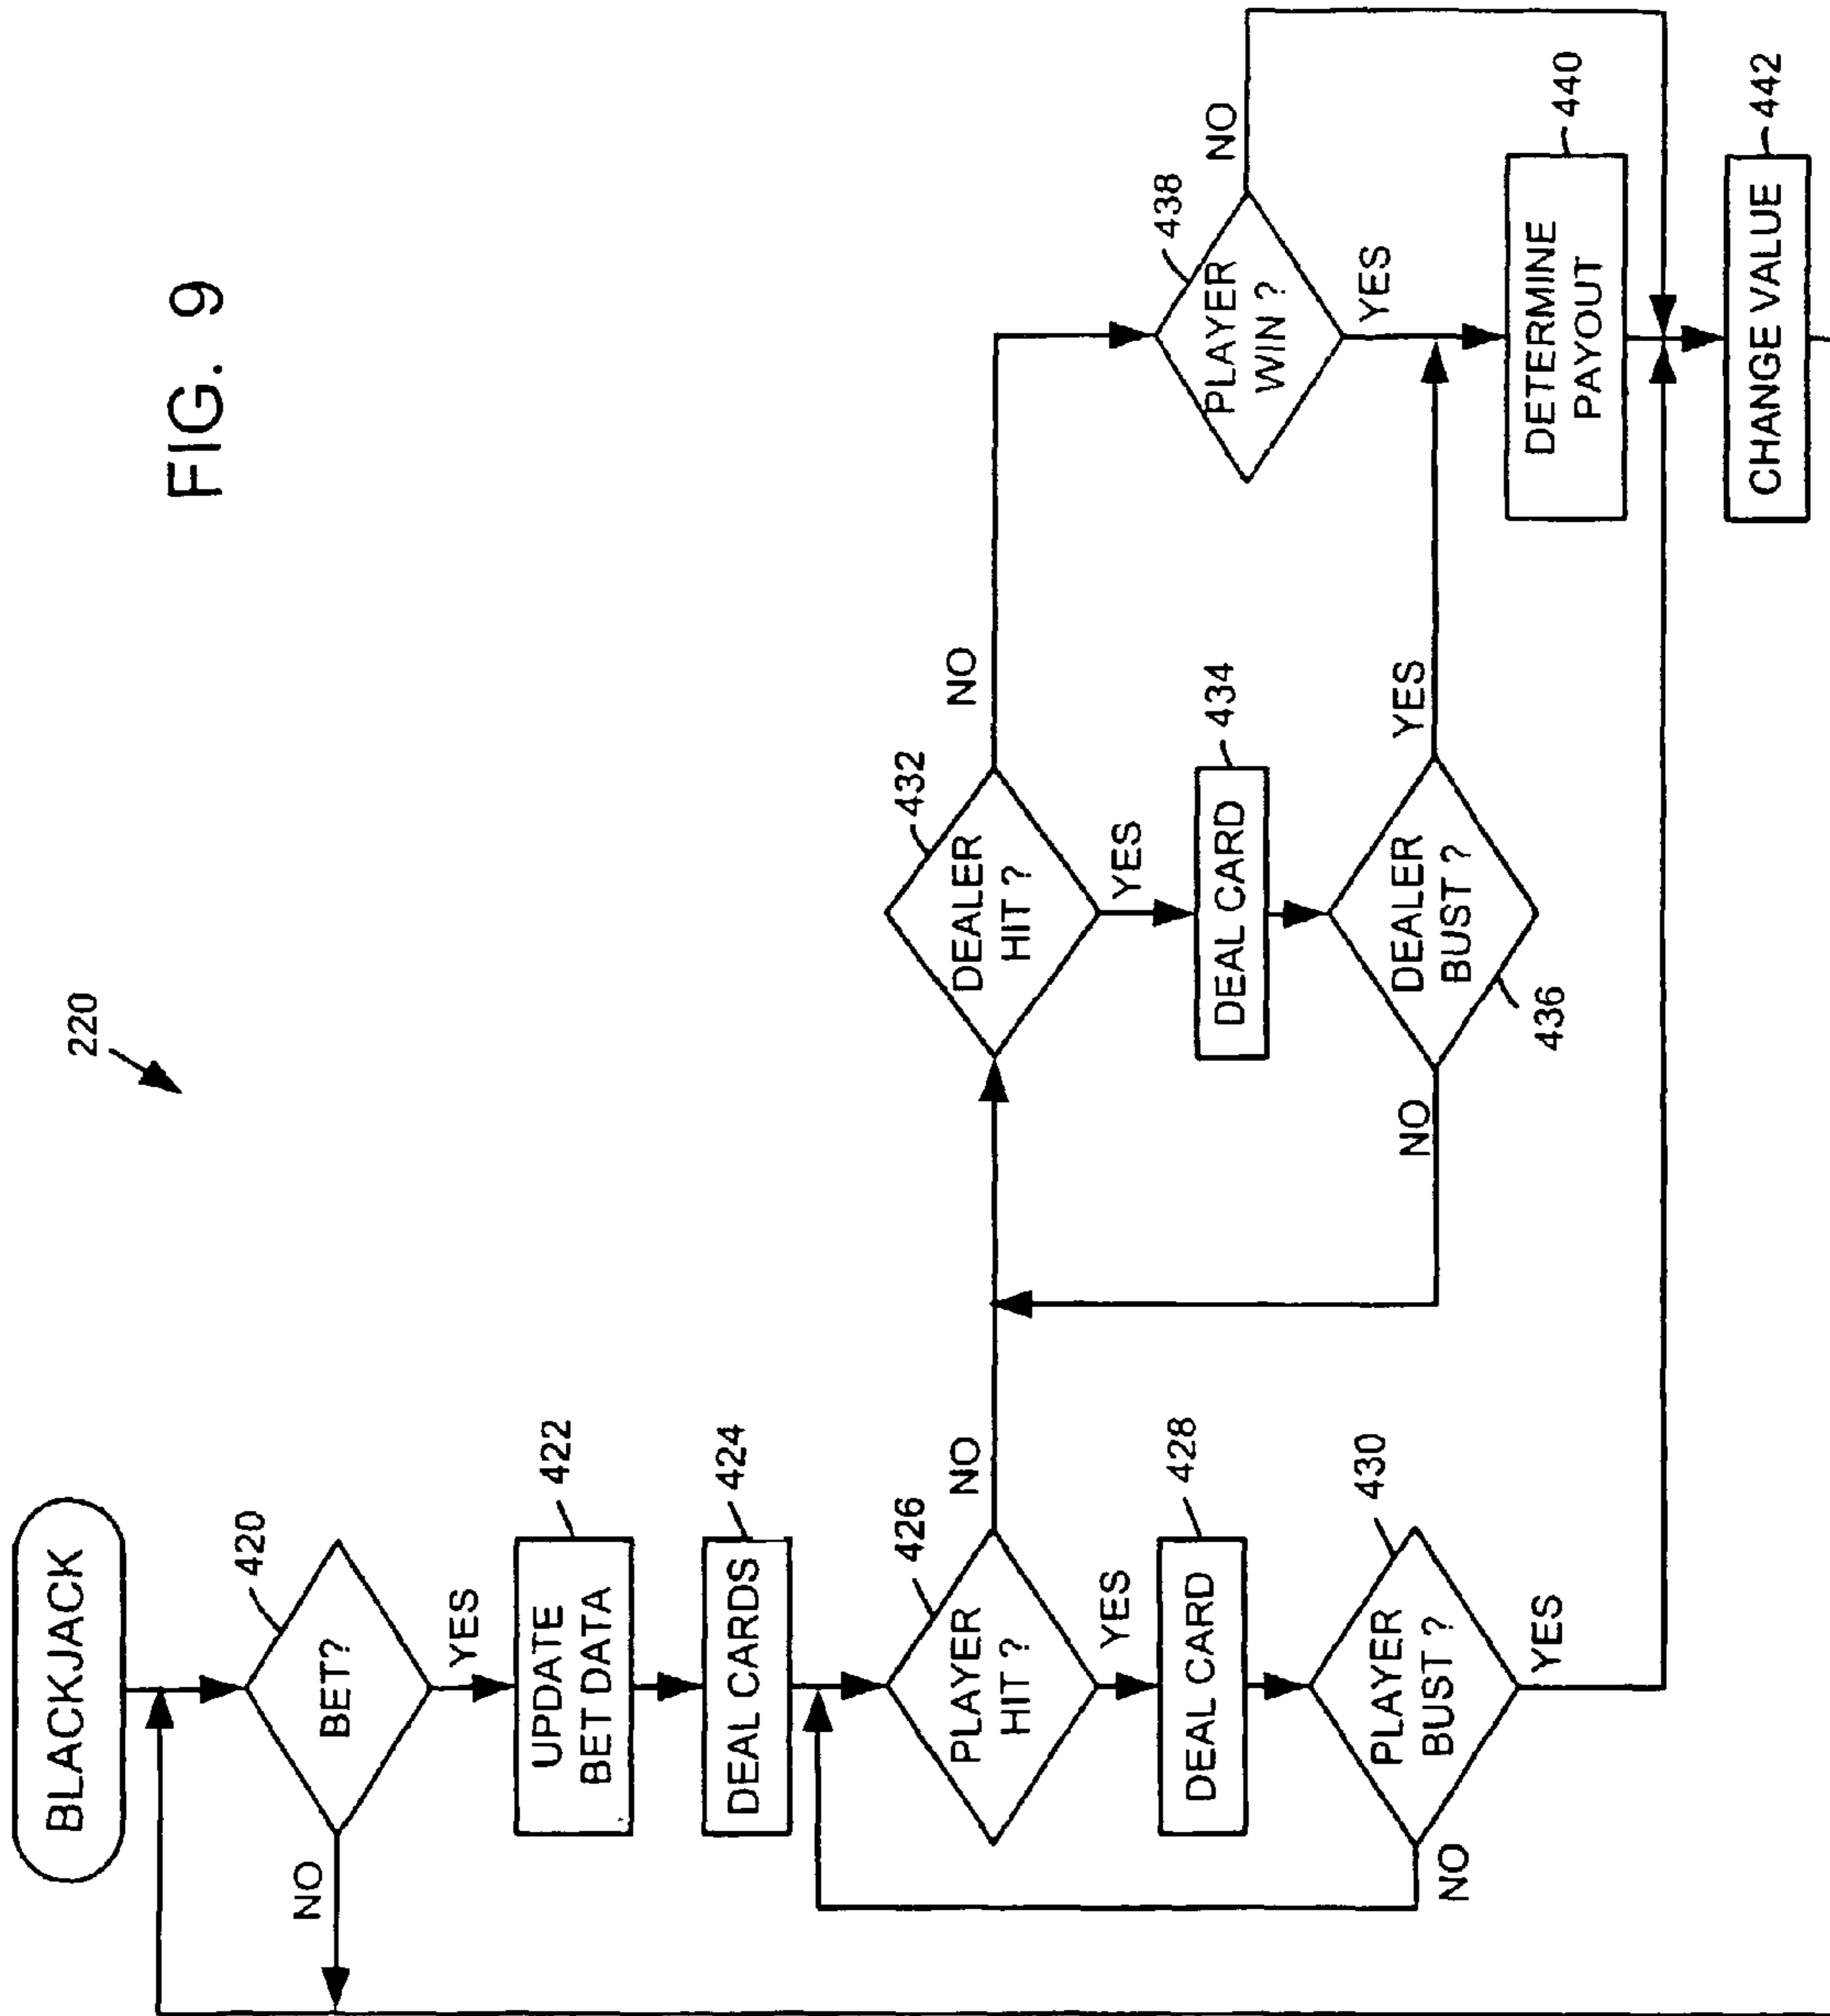 FIG. 9
220
BLACKJACK
420
BET?
NO
YES
422
UPDATE
BET DATA
424
DEAL CARDS
426
PLAYER
HIT ?
NO
YES
428
DEAL CARD
430
PLAYER
BUST ?
NO
YES
432
DEALER
HIT ?
NO
YES
434
DEAL CARD
436
DEALER
BUST ?
NO
YES
438
PLAYER
WIN ?
NO
YES
440
DETERMINE
PAYOUT
442
CHANGE VALUE